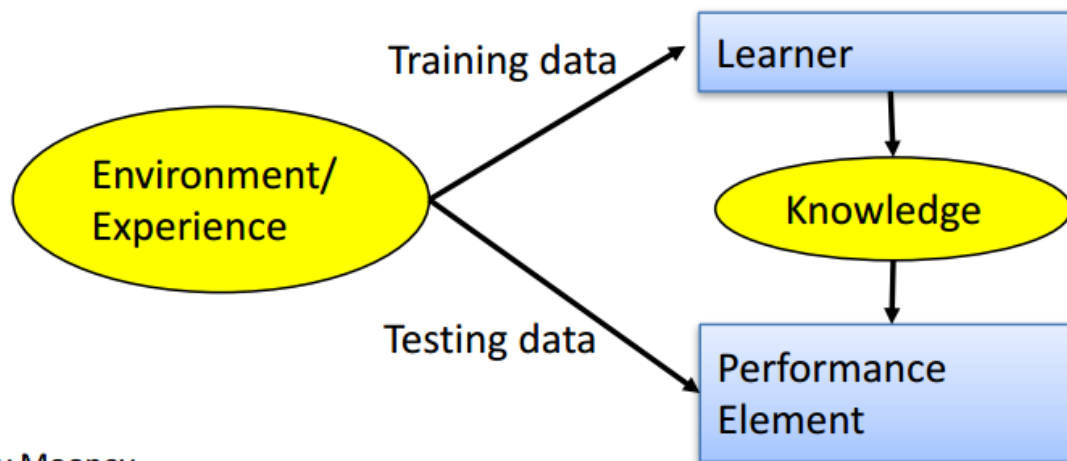 Training data
Learner
Environment/
Experience
Knowledge
Testing data
Performance
Element